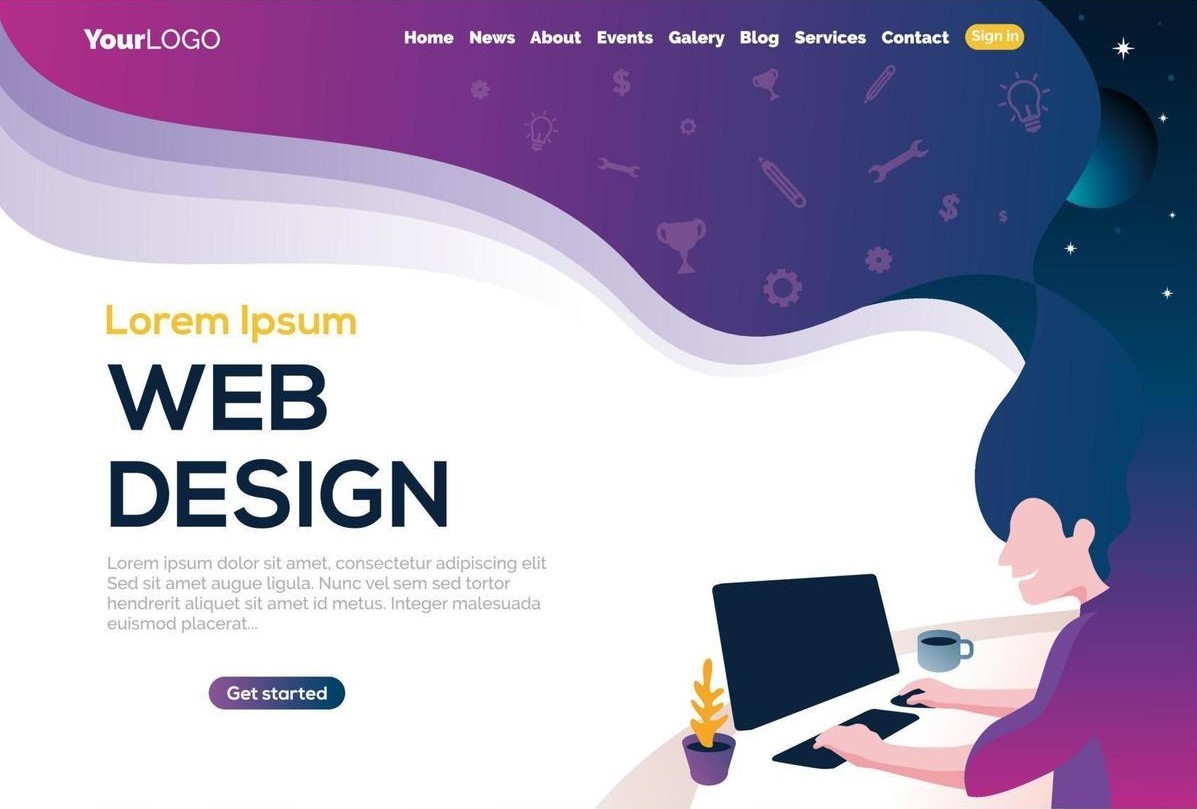 YourLOGO
Home News About Events Galery Blog Services Contact Sign in
Lorem Ipsum
WEB
DESIGN
Lorem ipsum dolor sit amet, consectetur adipiscing elit
Sed sit amet augue ligula. Nunc vel sem sed tortor
hendrerit aliquet sit amet id metus. Integer malesuada
euismod placerat...
Get started